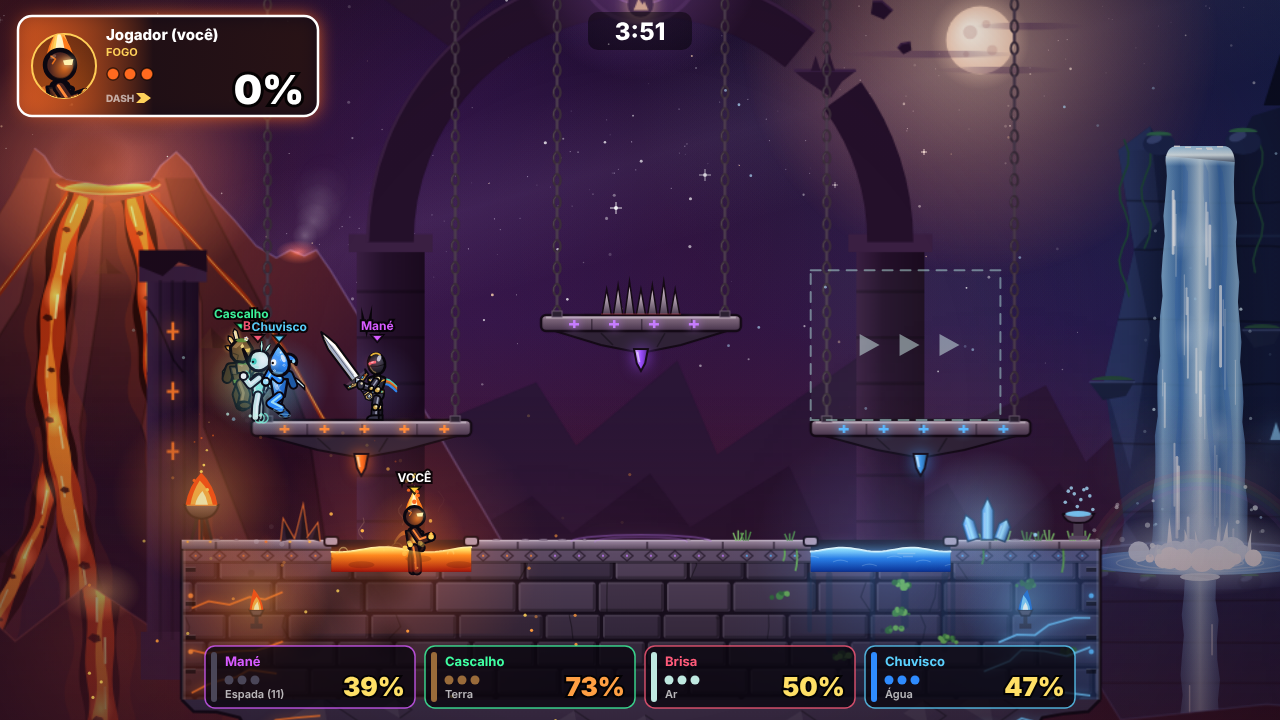 Jogador (você)
FOGO
DASH
0%
3:51
Cascalho
B
Chuvisco
Mané
VOCÊ
Mané
Espada (11)
39%
Cascalho
Terra
73%
Brisa
Ar
50%
Chuvisco
Água
47%